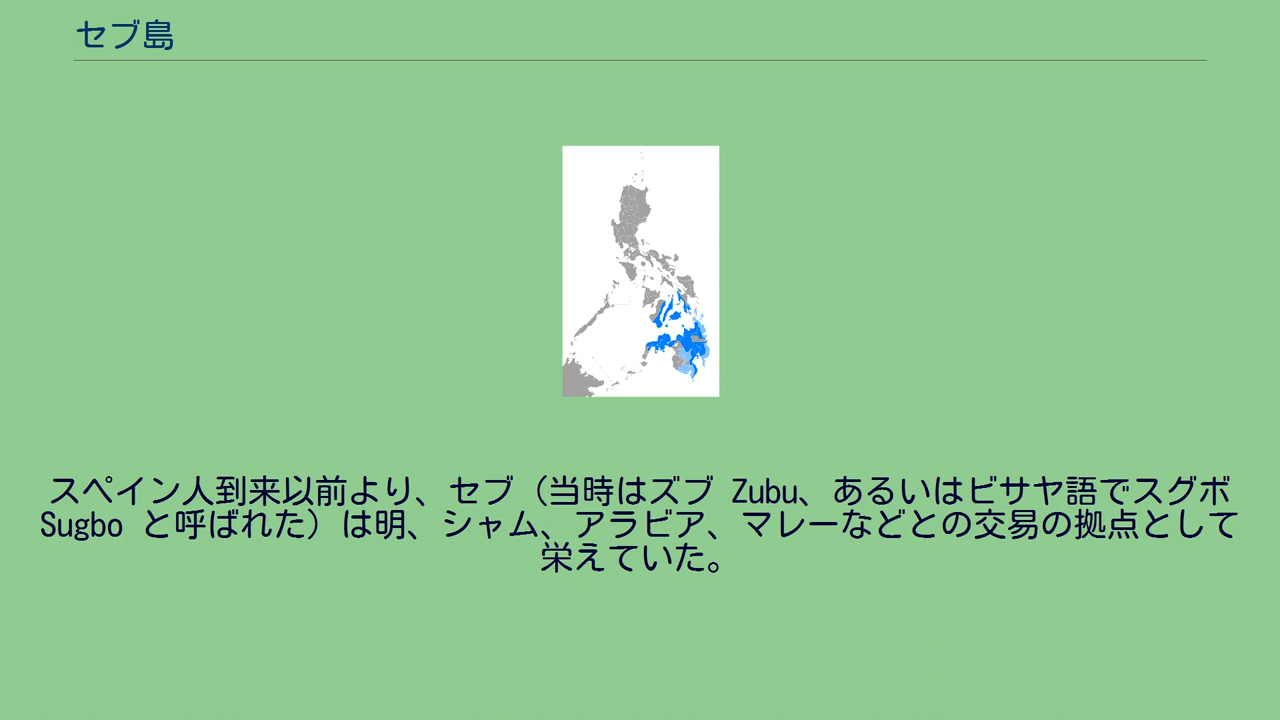 セブ島
スペイン人到来以前より、セブ（当時はズブ Zubu、あるいはビサヤ語でスグボ
Sugbo と呼ばれた）は明、シャム、アラビア、マレーなどとの交易の拠点として
栄えていた。